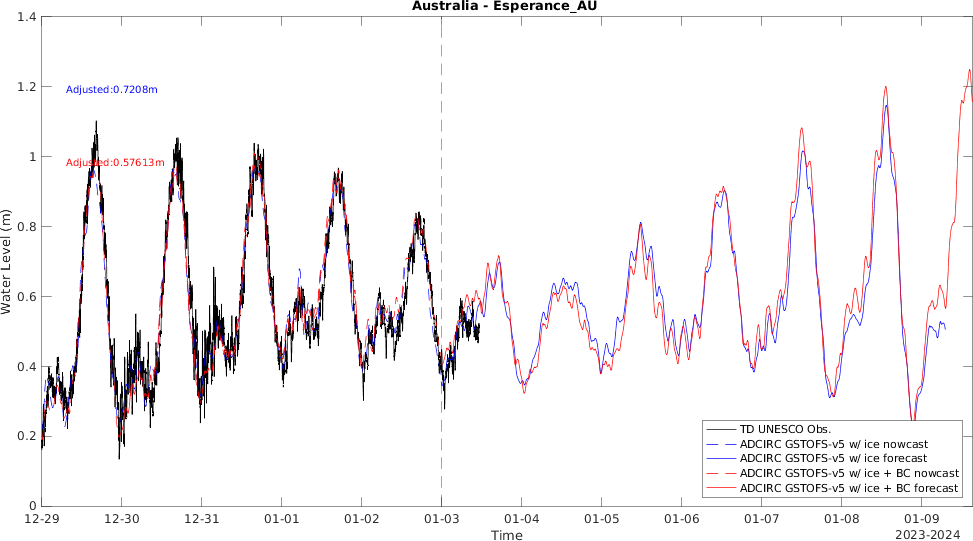 Australia - Esperance_AU
1.4
1.2
1
0.8
0.6
0.4
0.2
0
Water Level (m)
Adjusted:0.7208m
Adjusted:0.57613m
TD UNESCO Obs.
ADCIRC GSTOFS-v5 w/ ice nowcast
ADCIRC GSTOFS-v5 w/ ice forecast
ADCIRC GSTOFS-v5 w/ ice + BC nowcast
ADCIRC GSTOFS-v5 w/ ice + BC forecast
12-29 12-30 12-31 01-01 01-02 01-03 01-04 01-05 01-06 01-07 01-08 01-09
Time
2023-2024